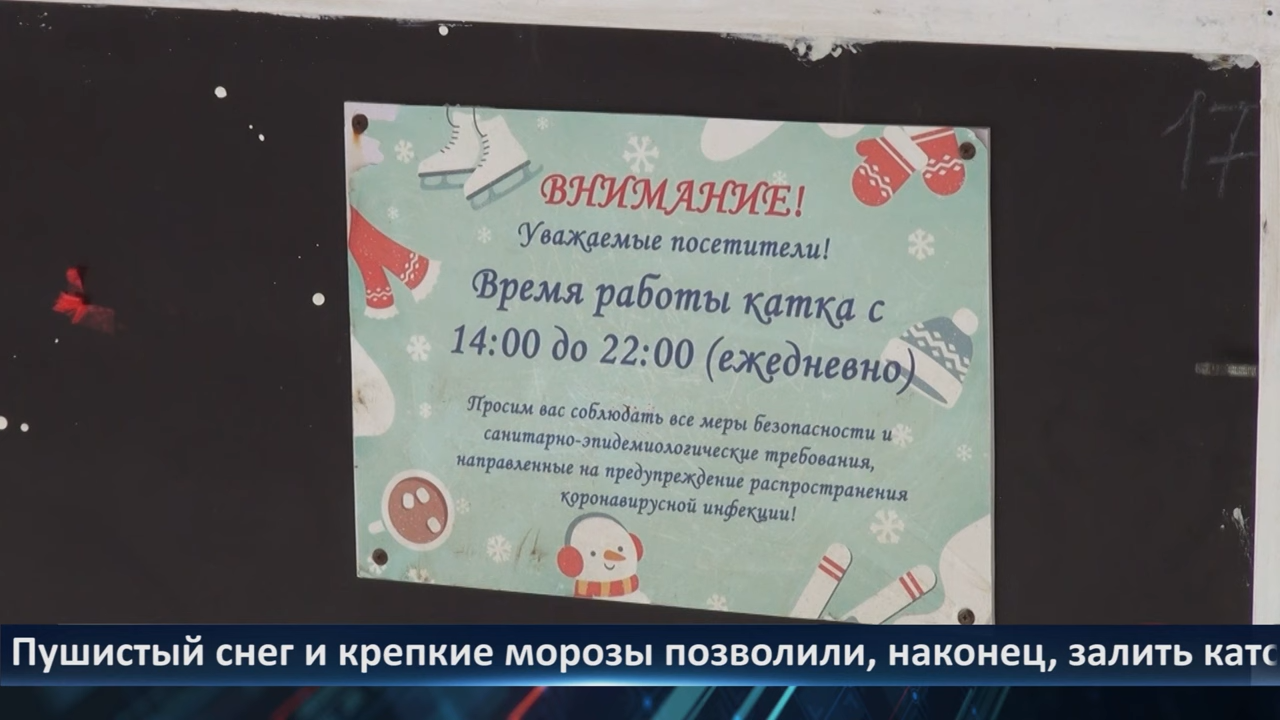 17
ВНИМАНИЕ!
Уважаемые посетители!
Время работы катка с
14:00 до 22:00 (ежедневно)
Просим вас соблюдать все меры безопасности и
санитарно-эпидемиологические требования,
направленные на предупреждение распространения
коронавирусной инфекции!
Пушистый снег и крепкие морозы позволили, наконец, залить